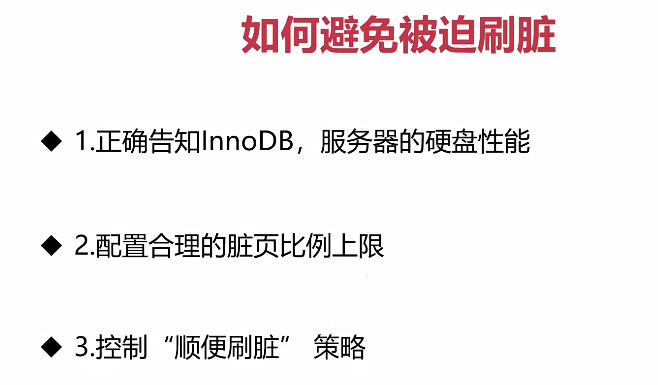 如何避免被迫刷脏
◆ 1.正确告知InnoDB，服务器的硬盘性能
◆ 2.配置合理的脏页比例上限
◆ 3.控制“顺便刷脏” 策略